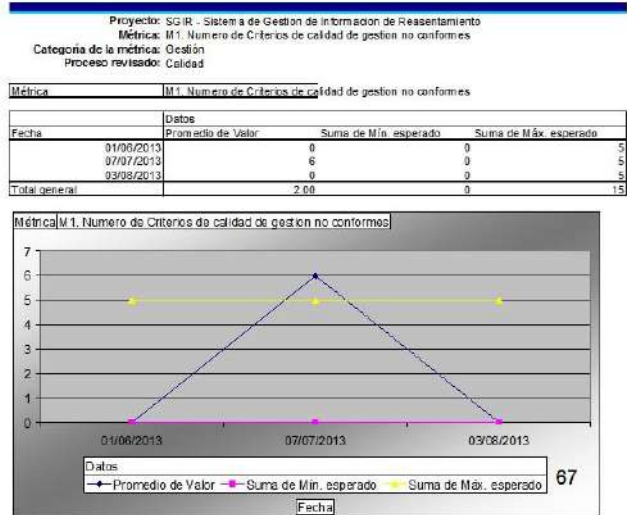 Proyecto: SGIR - Sistema de Gestion de Informacion de Reasentamiento
Métrica: M1. Numero de Criterios de calidad de gestion no conformes
Categoría de la métrica: Gestión
Proceso revisado: Calidad
Métrica M1. Numero de Criterios de calidad de gestion no conformes
Datos
Fecha Promedio de Valor Suma de Mín. esperado Suma de Máx. esperado
01/06/2013 0 0 5
07/07/2013 6 0 5
03/08/2013 0 0 5
Total general 2.00 0 15
Métrica M1. Numero de Criterios de calidad de gestion no conformes
7
6
5
4
3
2
1
0
01/06/2013 07/07/2013 03/08/2013
Datos
Promedio de Valor Suma de Mín. esperado Suma de Máx. esperado
67
Fecha